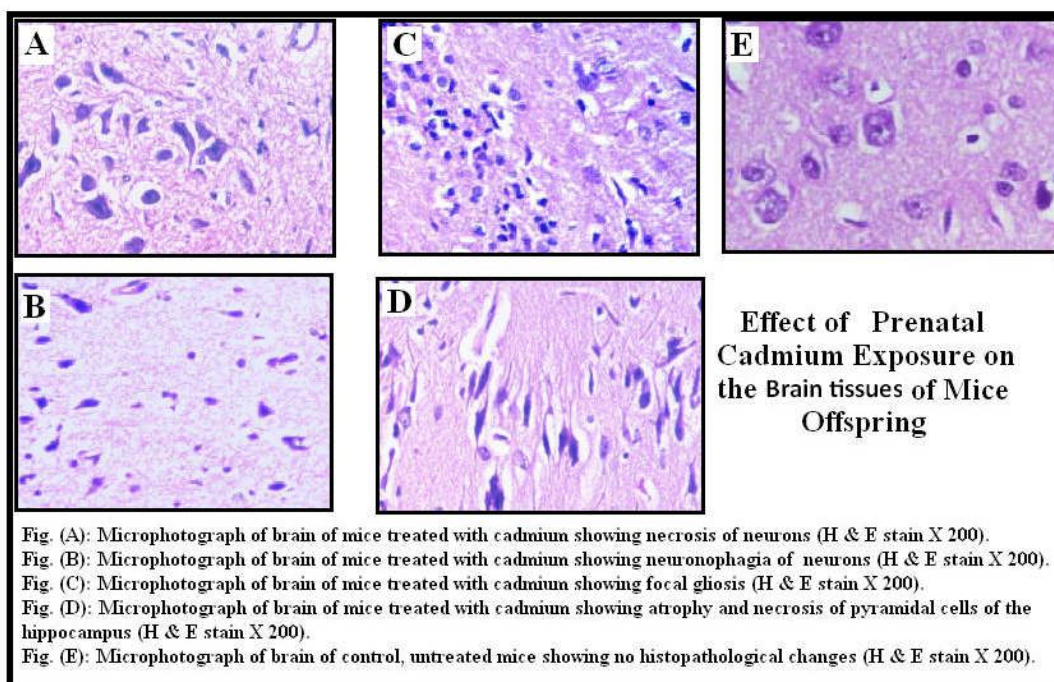 A
C
E
B
D
Effect of Prenatal
Cadmium Exposure on
the Brain tissues of Mice
Offspring
Fig. (A): Microphotograph of brain of mice treated with cadmium showing necrosis of neurons (H & E stain X 200).
Fig. (B): Microphotograph of brain of mice treated with cadmium showing neuronophagia of neurons (H & E stain X 200).
Fig. (C): Microphotograph of brain of mice treated with cadmium showing focal gliosis (H & E stain X 200).
Fig. (D): Microphotograph of brain of mice treated with cadmium showing atrophy and necrosis of pyramidal cells of the
hippocampus (H & E stain X 200).
Fig. (E): Microphotograph of brain of control, untreated mice showing no histopathological changes (H & E stain X 200).